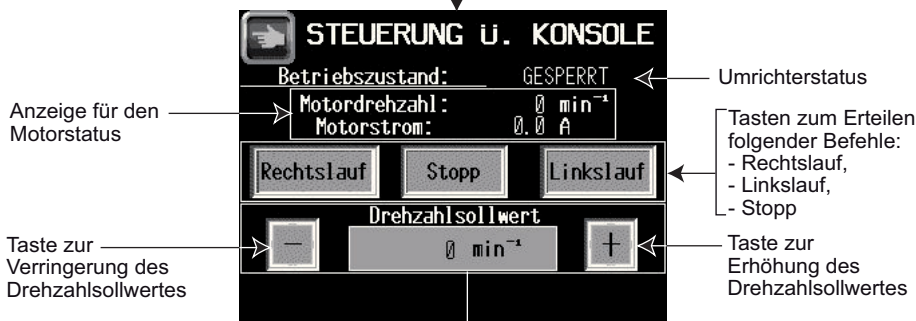 STEUERUNG ü. KONSOLE
Betriebszustand: GESPERRT
Umrichterstatus
Anzeige für den
Motorstatus
Motordrehzahl: 0 min⁻¹
Motorstrom: 0.0 A
Tasten zum Erteilen
folgender Befehle:
- Rechtslauf,
- Linkslauf,
- Stopp
Rechtslauf Stopp Linkslauf
Drehzahlsollwert
0 min⁻¹
− +
Taste zur
Verringerung des
Drehzahlsollwertes
Taste zur
Erhöhung des
Drehzahlsollwertes